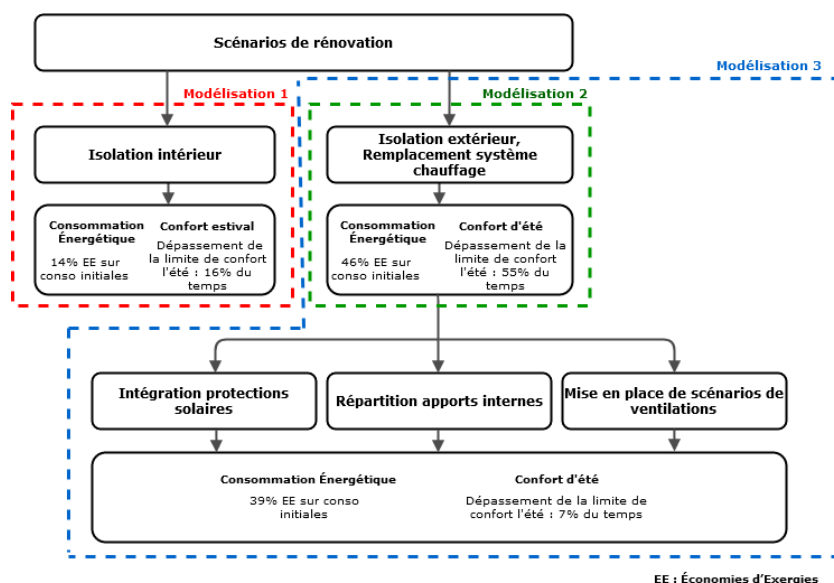 Scénarios de rénovation
Modélisation 3
Modélisation 1
Modélisation 2
Isolation intérieur
Isolation extérieur,
Remplacement système
chauffage
Consommation
Énergétique
14% EE sur
conso initiales
Confort estival
Dépassement de
la limite de confort
l'été : 16% du
temps
Consommation
Énergétique
46% EE sur
conso initiales
Confort d'été
Dépassement de la
limite de confort
l'été : 55% du
temps
Intégration protections
solaires
Répartition apports internes
Mise en place de scénarios de
ventilations
Consommation Énergétique
39% EE sur conso
initiales
Confort d'été
Dépassement de la limite de
confort l'été : 7% du temps
EE : Économies d'Exergies